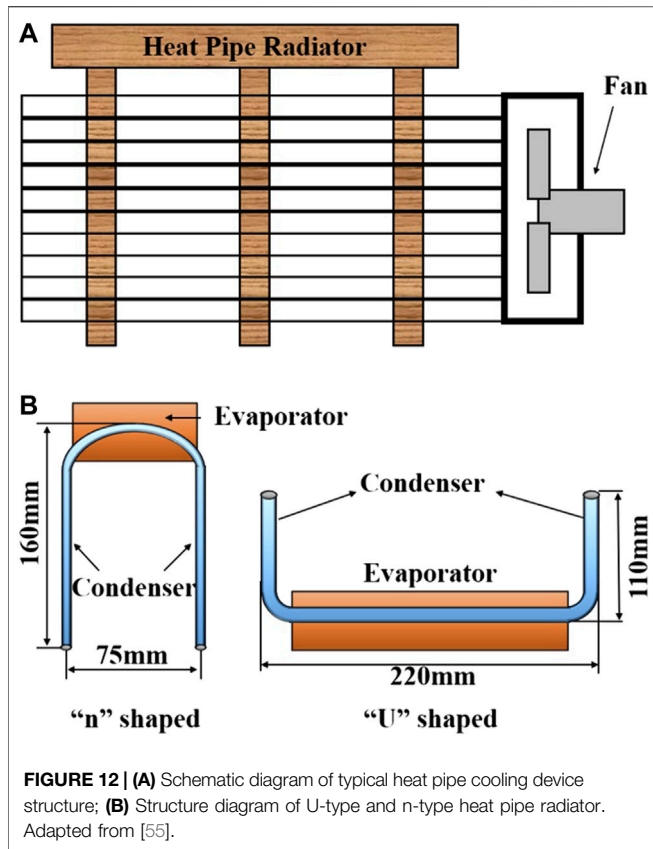 A
Heat Pipe Radiator
Fan
B
Evaporator
160mm
Condenser
75mm
“n” shaped
Condenser
Evaporator
110mm
220mm
“U” shaped
FIGURE 12 | (A) Schematic diagram of typical heat pipe cooling device
structure; (B) Structure diagram of U-type and n-type heat pipe radiator.
Adapted from [55].